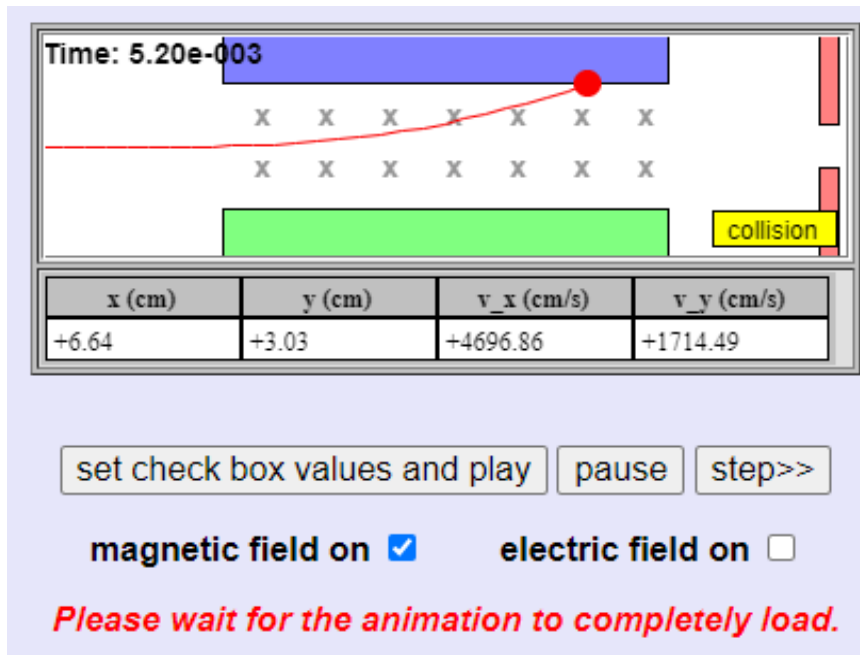 Time: 5.20e-003
x x x x x x x
x x x x x x x
collision
x (cm) y (cm) v_x (cm/s) v_y (cm/s)
+6.64 +3.03 +4696.86 +1714.49
set check box values and play pause step>>
magnetic field on electric field on
Please wait for the animation to completely load.